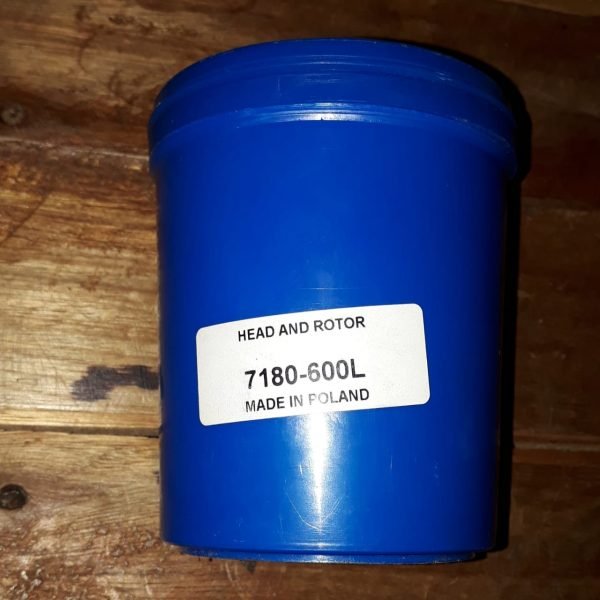 HEAD AND ROTOR
7180-600L
MADE IN POLAND